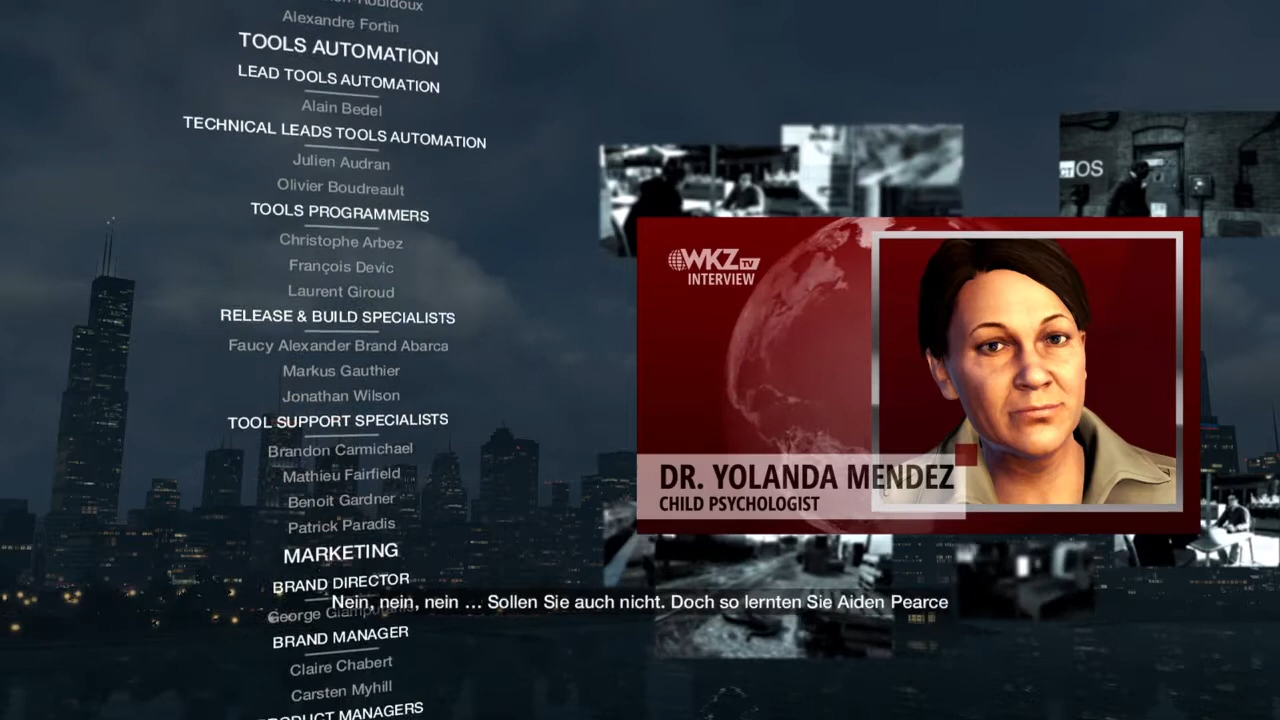 Alexandre Fortin
TOOLS AUTOMATION
LEAD TOOLS AUTOMATION
Alain Bedel
TECHNICAL LEADS TOOLS AUTOMATION
Julien Audran
Olivier Boudreault
TOOLS PROGRAMMERS
Christophe Arbez
François Devic
Laurent Giroud
RELEASE & BUILD SPECIALISTS
Faucy Alexander Brand Abarca
Markus Gauthier
Jonathan Wilson
TOOL SUPPORT SPECIALISTS
Brandon Carmichael
Mathieu Fairfield
Benoit Gardner
Patrick Paradis
MARKETING
BRAND DIRECTOR
George
BRAND MANAGER
Claire Chabert
Carsten Myhill
MANAGERS
OS
WKZ TV
INTERVIEW
DR. YOLANDA MENDEZ
CHILD PSYCHOLOGIST
Nein, nein, nein ... Sollen Sie auch nicht. Doch so lernten Sie Aiden Pearce